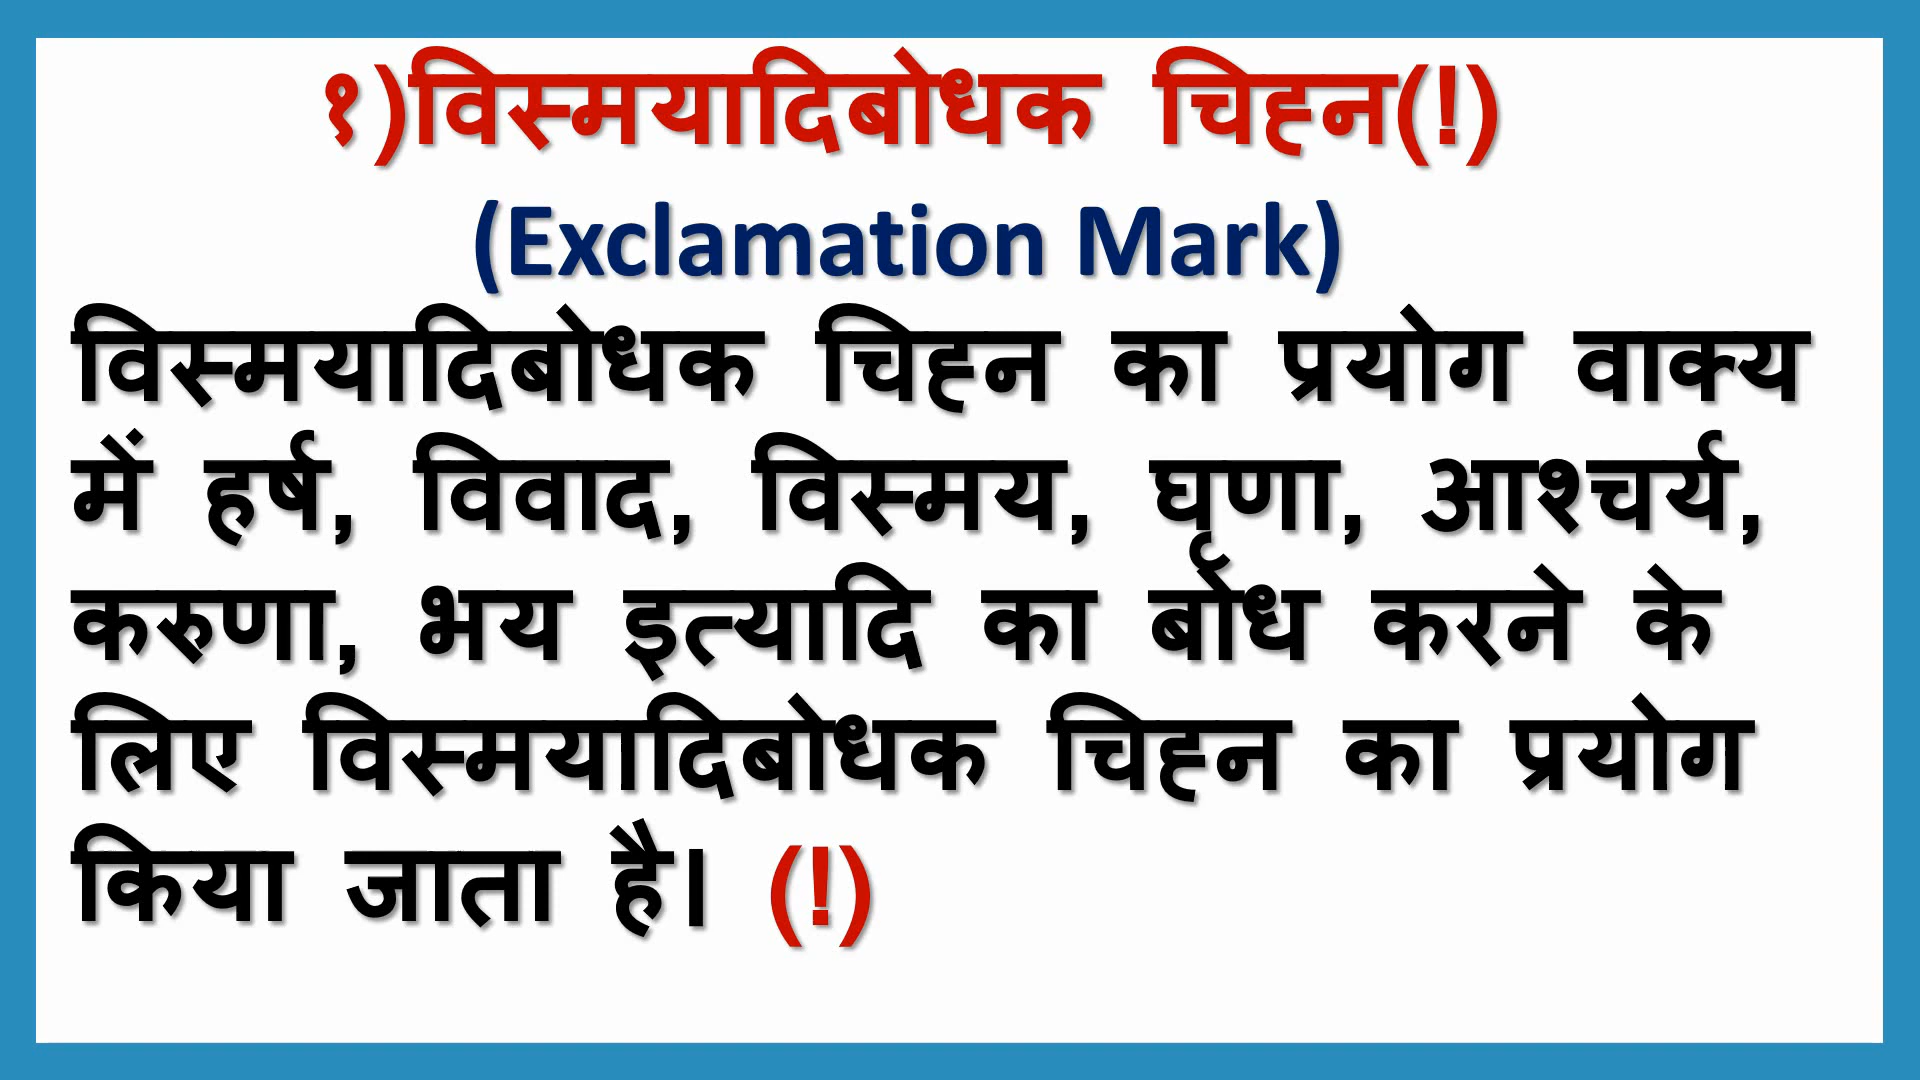 १)विस्मयादिबोधक चिह्न(!)
(Exclamation Mark)
विस्मयादिबोधक चिह्न का प्रयोग वाक्य
में हर्ष, विवाद, विस्मय, घृणा, आश्चर्य,
करुणा, भय इत्यादि का बोध करने के
लिए विस्मयादिबोधक चिह्न का प्रयोग
किया जाता है। (!)